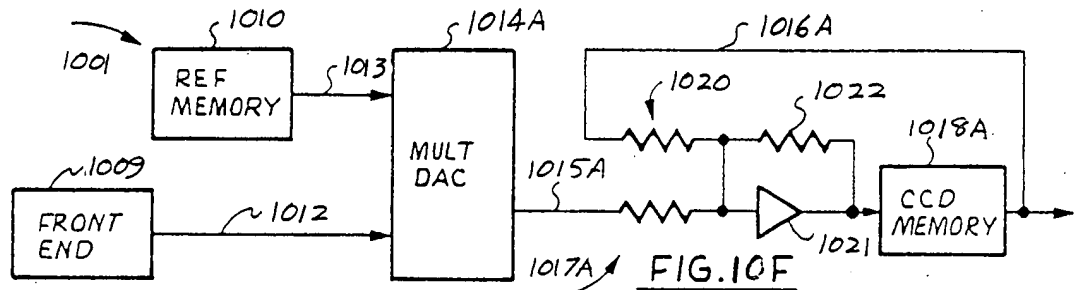 1001
1010
REF
MEMORY
1013
1014A
MULT
DAC
1009
FRONT
END
1012
1015A
1016A
1020
1022
1018A
CCD
MEMORY
1021
1017A
FIG.10F